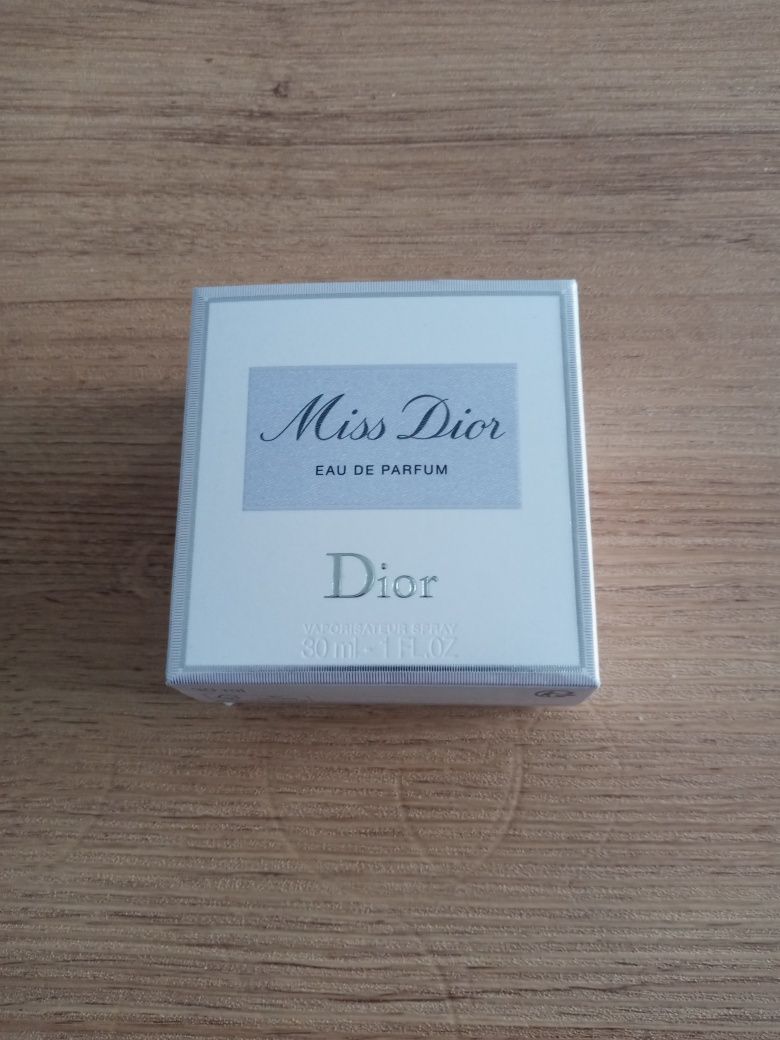 Miss Dior
EAU DE PARFUM
Dior
VAPORISATEUR SPRAY
30 ml - 1 FL.OZ